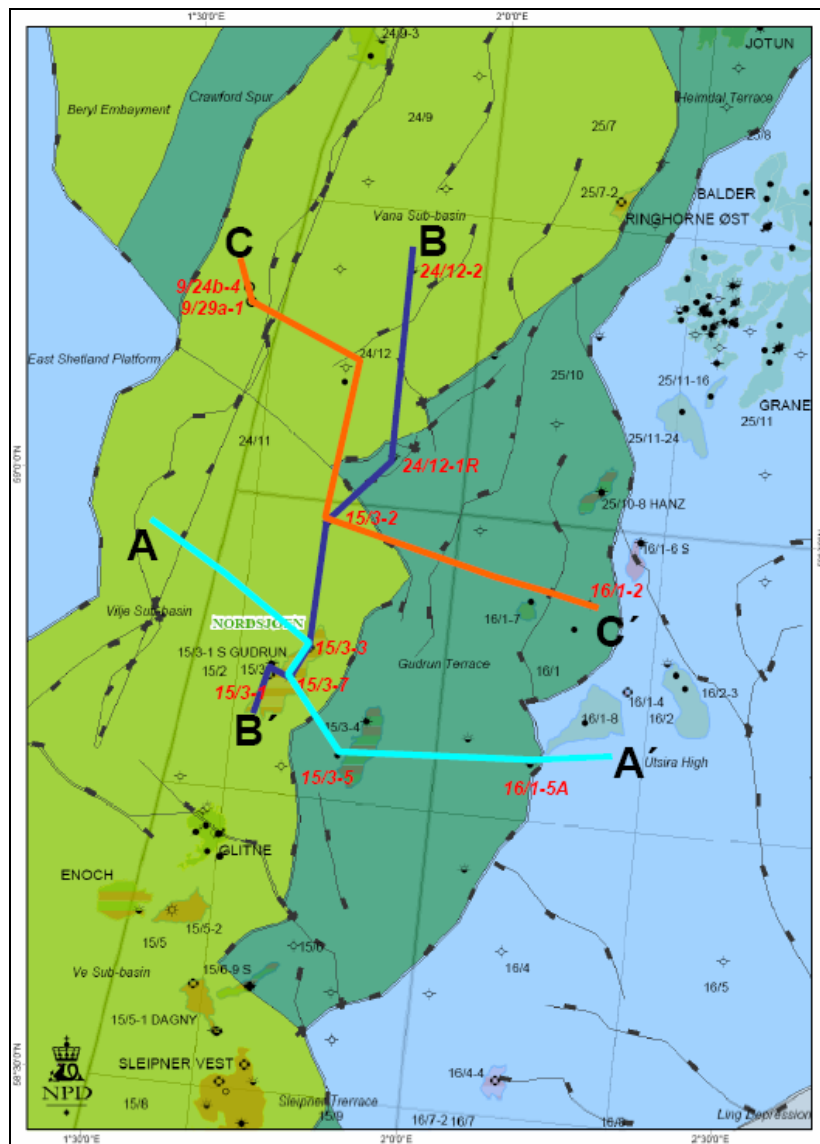 1°30'0"E
2°0'0"E
24/9-3
JOTUN
Crawford Spur
Beryl Embayment
Heimdal Terrace
24/9
25/7
25/8
25/7-2
BALDER
Vana Sub-basin
RINGHORNE ØST
C
B
9/24b-4
24/12-2
9/29a-1
East Shetland Platform
24/12
25/10
25/11-16
GRANE
25/11
24/11
25/11-24
59°0'0"N
24/12-1R
25/10-8 HANZ
A
15/3-2
16/1-6 S
16/1-2
Vilje Sub-basin
NORDSJØEN
16/1-7
C´
15/3-1 S GUDRUN
15/3-3
15/2
15/3
Gudrun Terrace
16/1
15/3-1
15/3-7
16/1-4
16/2-3
B´
15/3-4
16/1-8
16/2
A´
Utsira High
15/3-5
16/1-5A
GLITNE
ENOCH
15/5-2
15/5
15/6
Ve Sub-basin
15/6-9 S
16/4
16/5
15/5-1 DAGNY
58°30'0"N
SLEIPNER VEST
16/4-4
NPD
15/8
Sleipner Terrace
15/9
16/7-2
16/7
16/8
Ling Depression
1°30'0"E
2°0'0"E
2°30'0"E